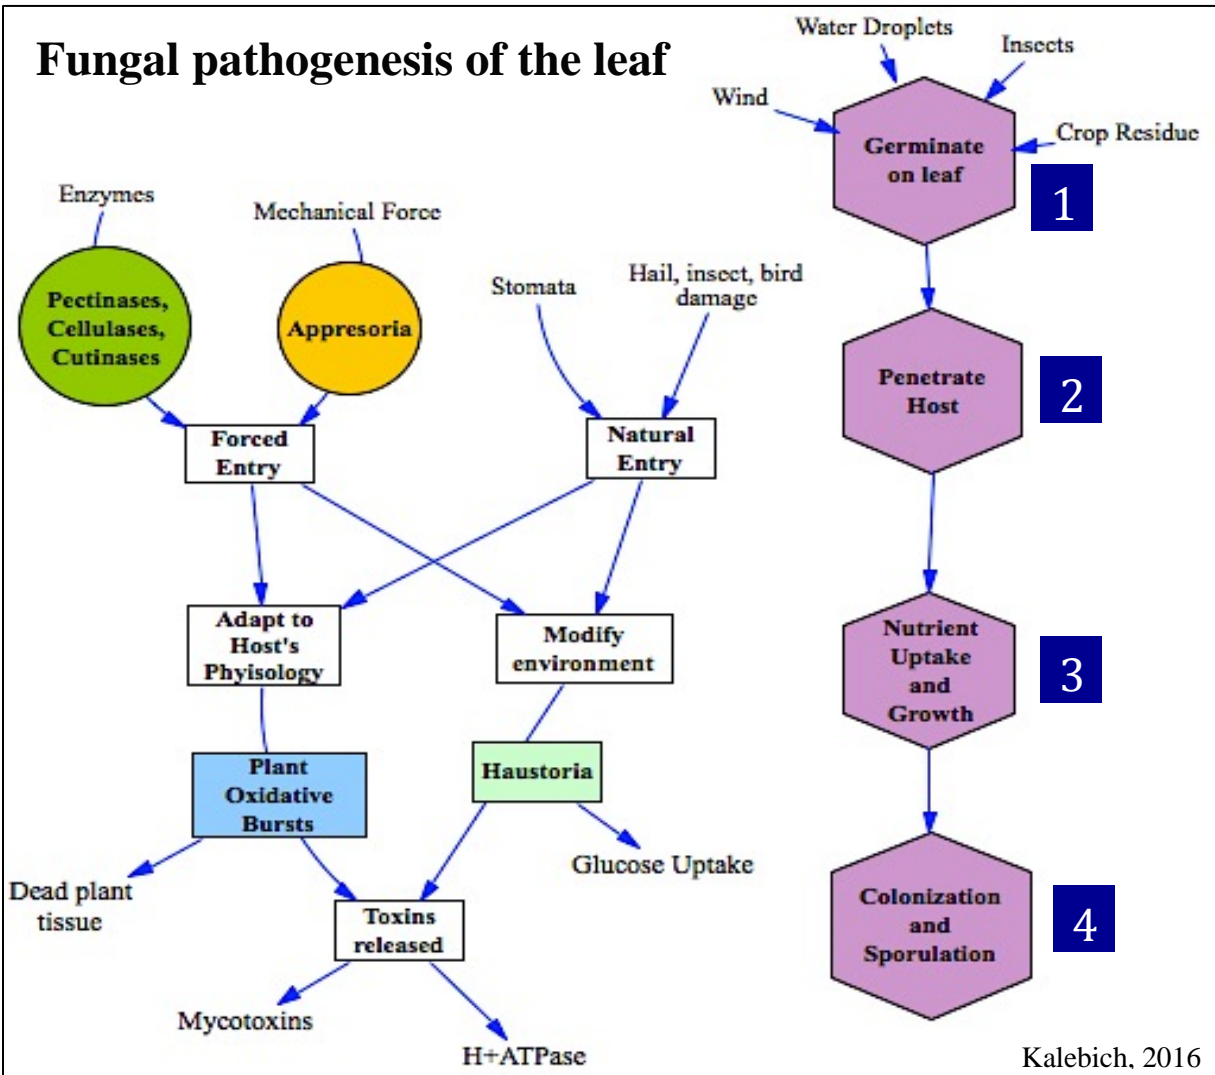 Fungal pathogenesis of the leaf
Water Droplets
Insects
Wind
Crop Residue
Germinate
on leaf
1
Enzymes
Mechanical Force
Pectinases,
Cellulases,
Cutinases
Appresoria
Stomata
Hail, insect, bird
damage
Penetrate
Host
2
Forced
Entry
Natural
Entry
Adapt to
Host's
Phyisology
Modify
environment
Nutrient
Uptake
and
Growth
3
Plant
Oxidative
Bursts
Haustoria
Dead plant
tissue
Glucose Uptake
Toxins
released
Colonization
and
Sporulation
4
Mycotoxins
H+ATPase
Kalebich, 2016